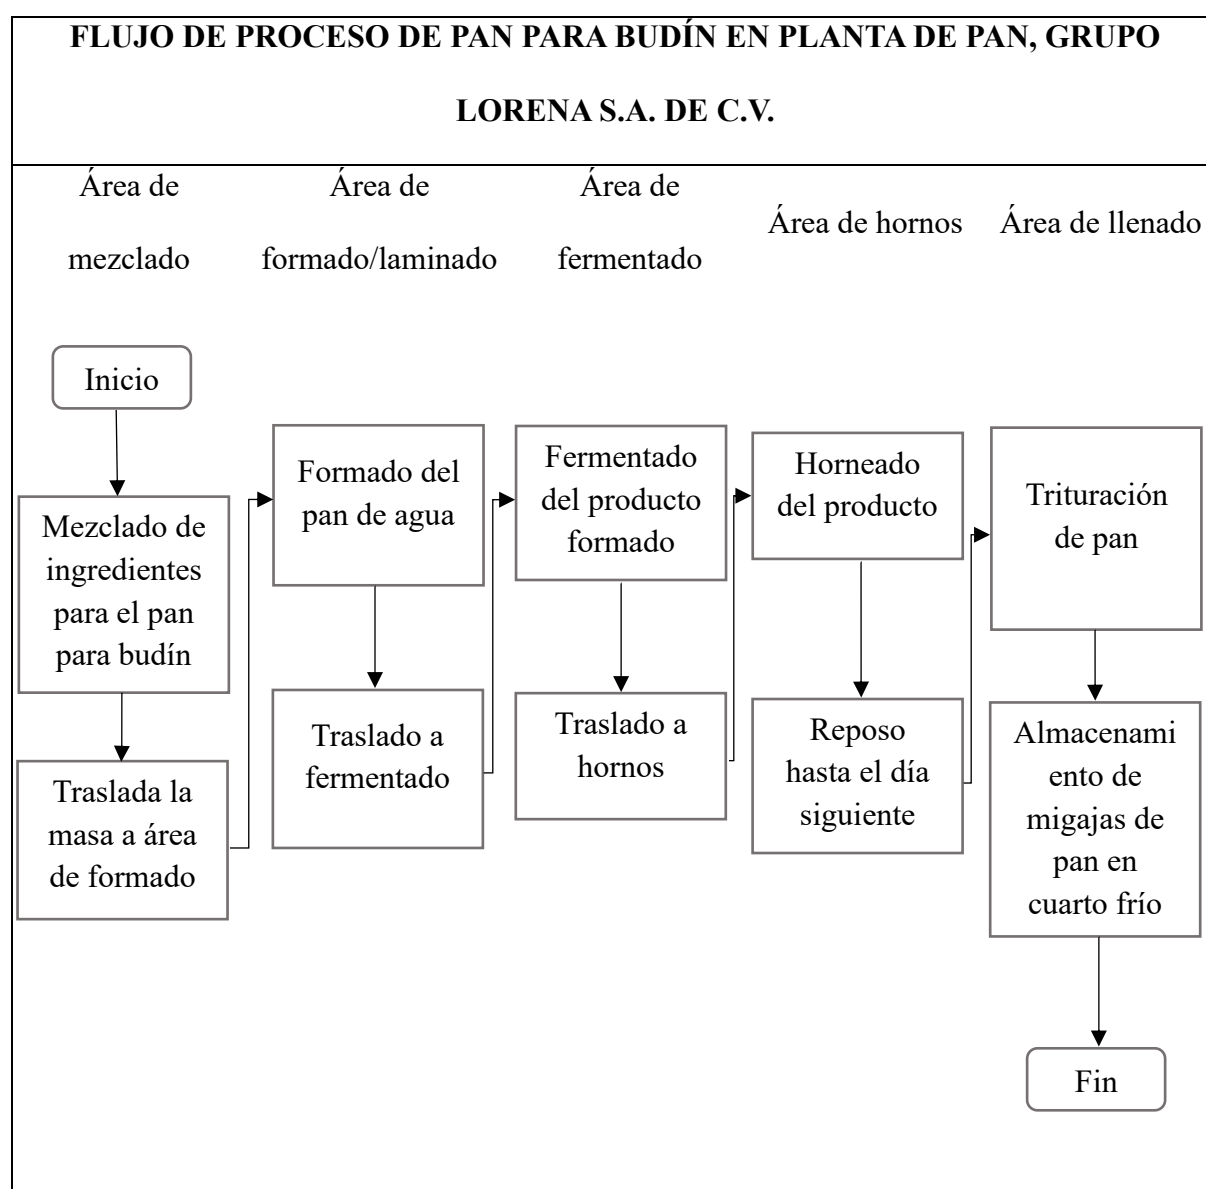 FLUJO DE PROCESO DE PAN PARA BUDÍN EN PLANTA DE PAN, GRUPO
LORENA S.A. DE C.V.
Área de
mezclado
Área de
formado/laminado
Área de
fermentado
Área de hornos
Área de llenado
Inicio
Mezclado de
ingredientes
para el pan
para budín
Traslada la
masa a área
de formado
Formado del
pan de agua
Traslado a
fermentado
Fermentado
del producto
formado
Traslado a
hornos
Horneado
del producto
Reposo
hasta el día
siguiente
Trituración
de pan
Almacenami
ento de
migajas de
pan en
cuarto frío
Fin